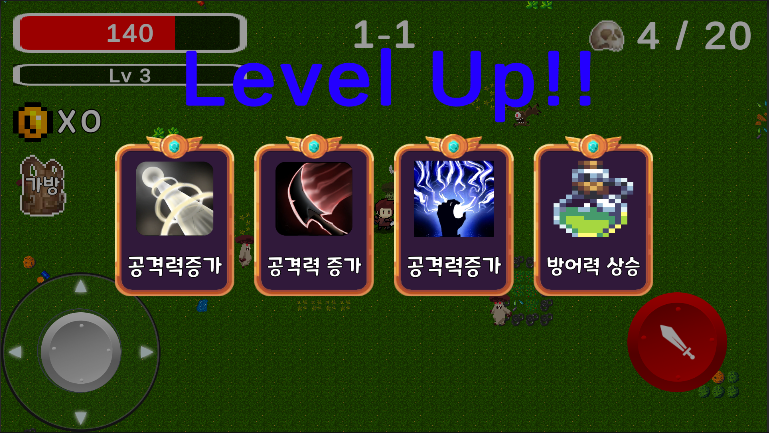 140
1-1
4 / 20
Lv 3
Level Up!!
X0
가방
공격력증가
공격력 증가
공격력증가
방어력 상승